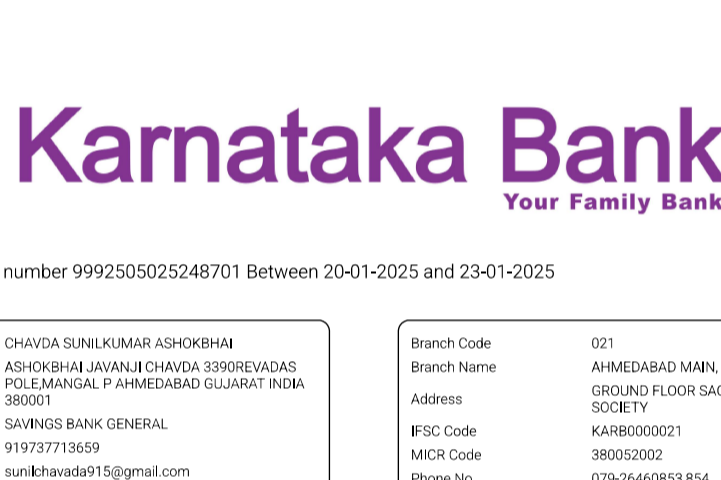 Karnataka Bank
Your Family Bank
number 9992505025248701 Between 20-01-2025 and 23-01-2025
CHAVDA SUNILKUMAR ASHOKBHAI
ASHOKBHAI JAVANJI CHAVDA 3390REVADAS
POLE,MANGAL P AHMEDABAD GUJARAT INDIA
380001
SAVINGS BANK GENERAL
919737713659
sunilchavada915@gmail.com
Branch Code 021
Branch Name AHMEDABAD MAIN,
Address GROUND FLOOR SAC
SOCIETY
IFSC Code KARB0000021
MICR Code 380052002
Phone No 079-26460853,854